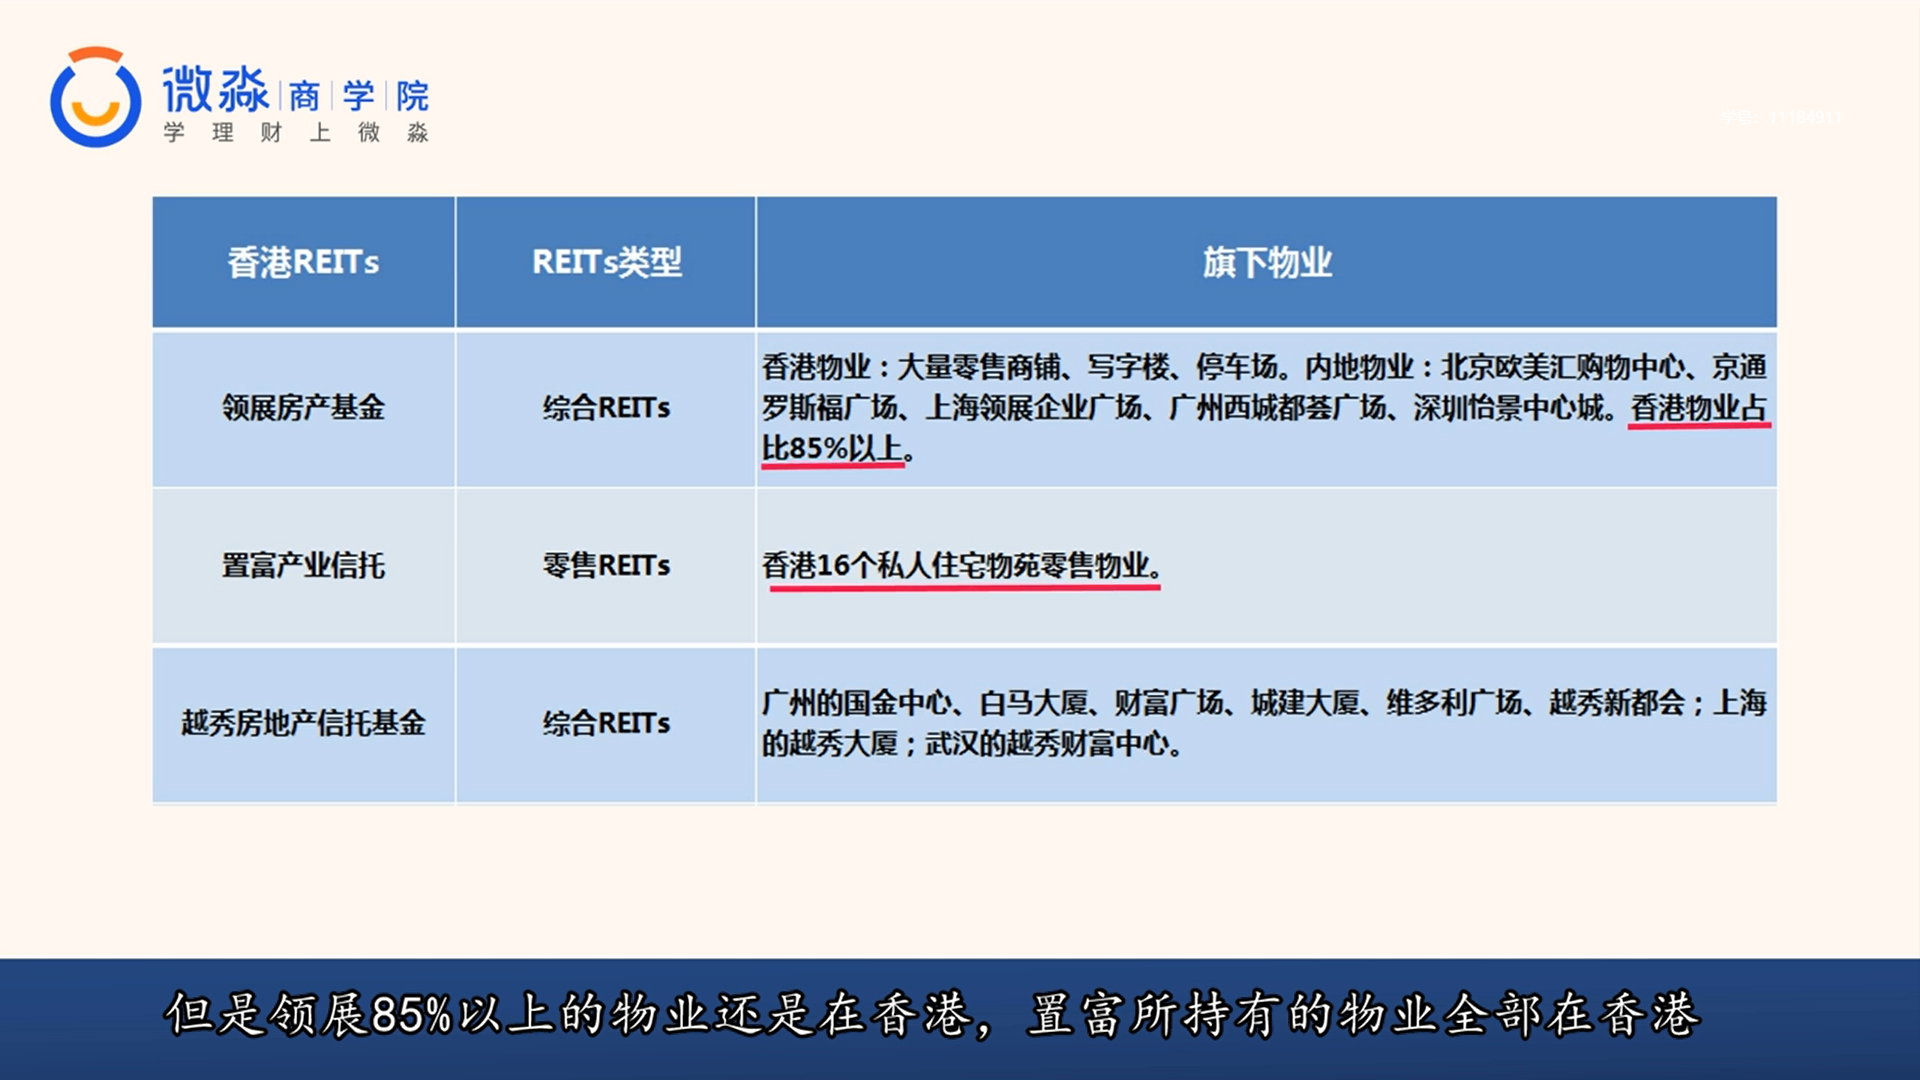 微淼商学院
学理财上微淼
学号：11184911
香港REITs
REITs类型
旗下物业
领展房产基金
综合REITs
香港物业：大量零售商铺、写字楼、停车场。内地物业：北京欧美汇购物中心、京通
罗斯福广场、上海领展企业广场、广州西城都荟广场、深圳怡景中心城。香港物业占
比85%以上。
置富产业信托
零售REITs
香港16个私人住宅物苑零售物业。
越秀房地产信托基金
综合REITs
广州的国金中心、白马大厦、财富广场、城建大厦、维多利广场、越秀新都会；上海
的越秀大厦；武汉的越秀财富中心。
但是领展85%以上的物业还是在香港，置富所持有的物业全部在香港